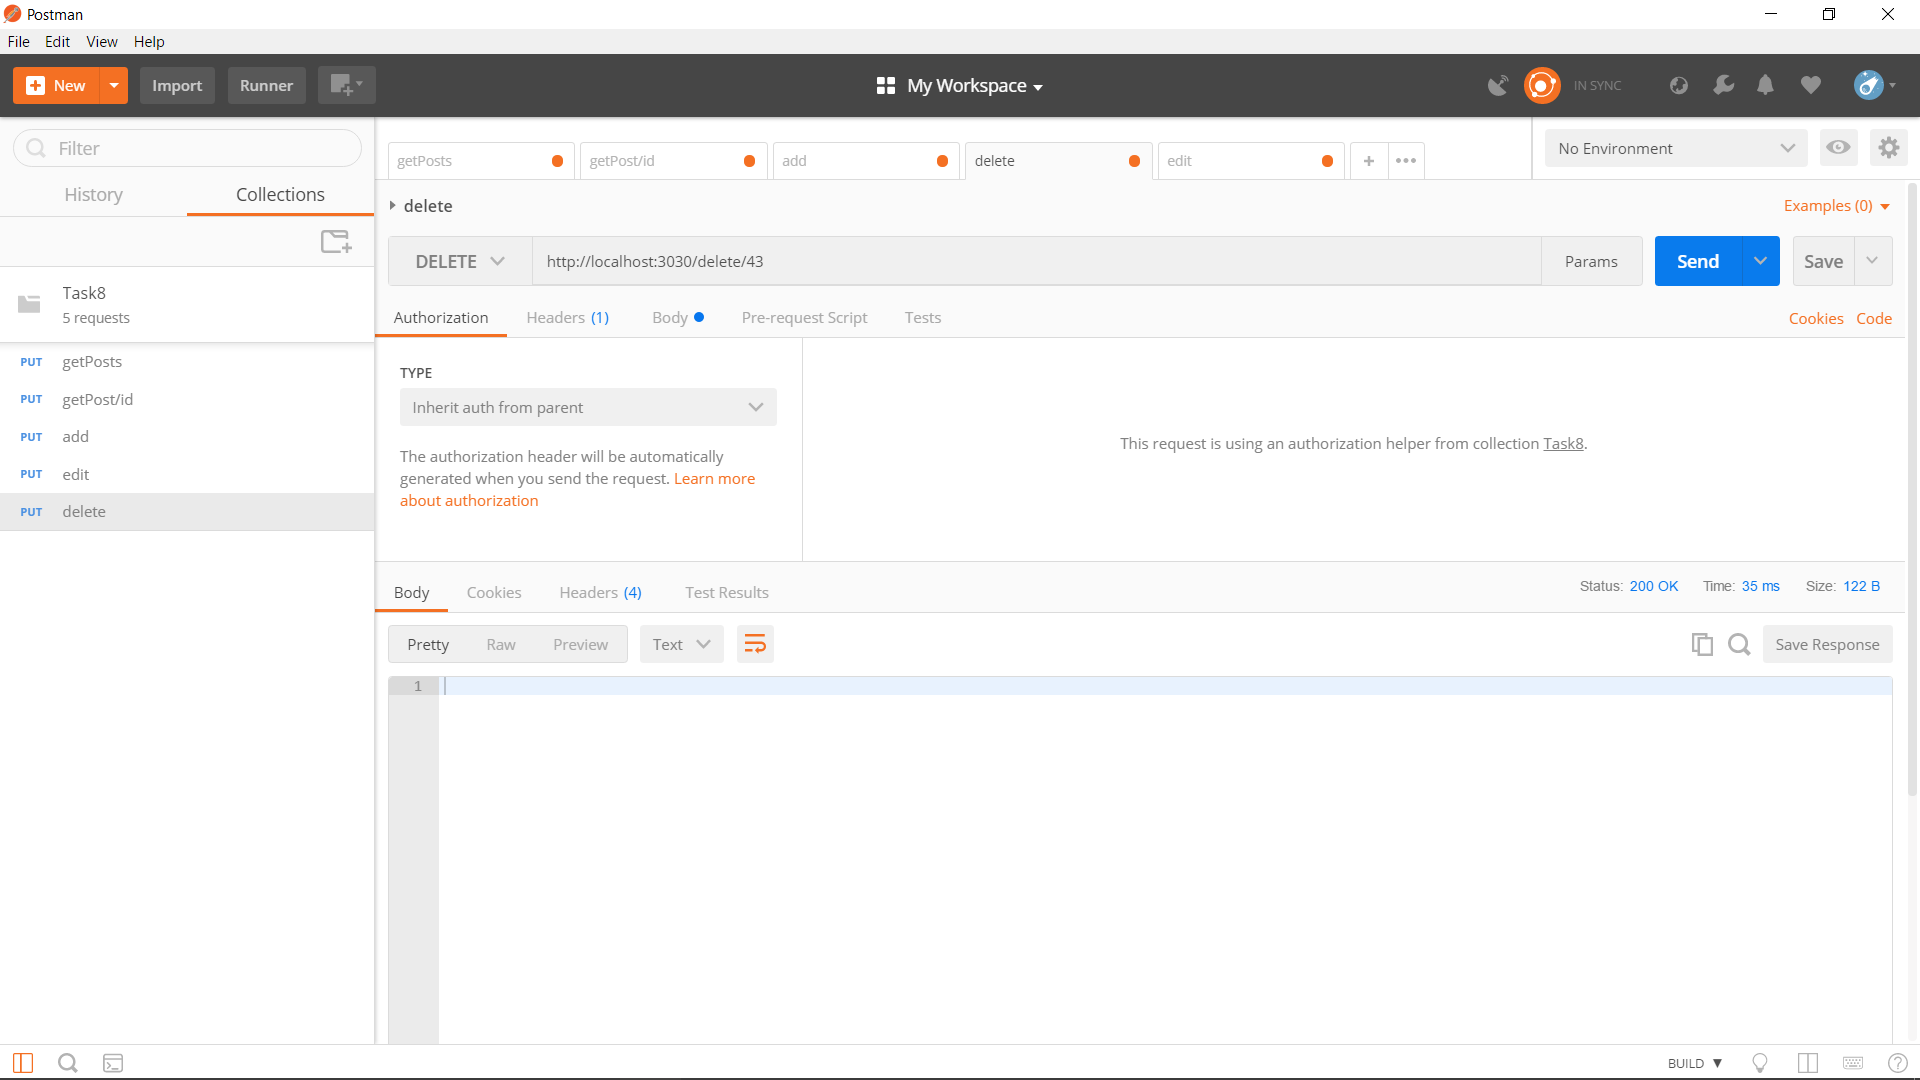 Postman
File Edit View Help
New Import Runner My Workspace IN SYNC
Filter
History Collections
Task8
5 requests
PUT getPosts
PUT getPost/id
PUT add
PUT edit
PUT delete
getPosts getPost/id add delete edit + •••
No Environment
delete
Examples (0)
DELETE http://localhost:3030/delete/43 Params Send Save
Authorization Headers (1) Body Pre-request Script Tests Cookies Code
TYPE
Inherit auth from parent
The authorization header will be automatically
generated when you send the request. Learn more
about authorization
This request is using an authorization helper from collection Task8.
Body Cookies Headers (4) Test Results Status: 200 OK Time: 35 ms Size: 122 B
Pretty Raw Preview Text Save Response
1
BUILD ▼